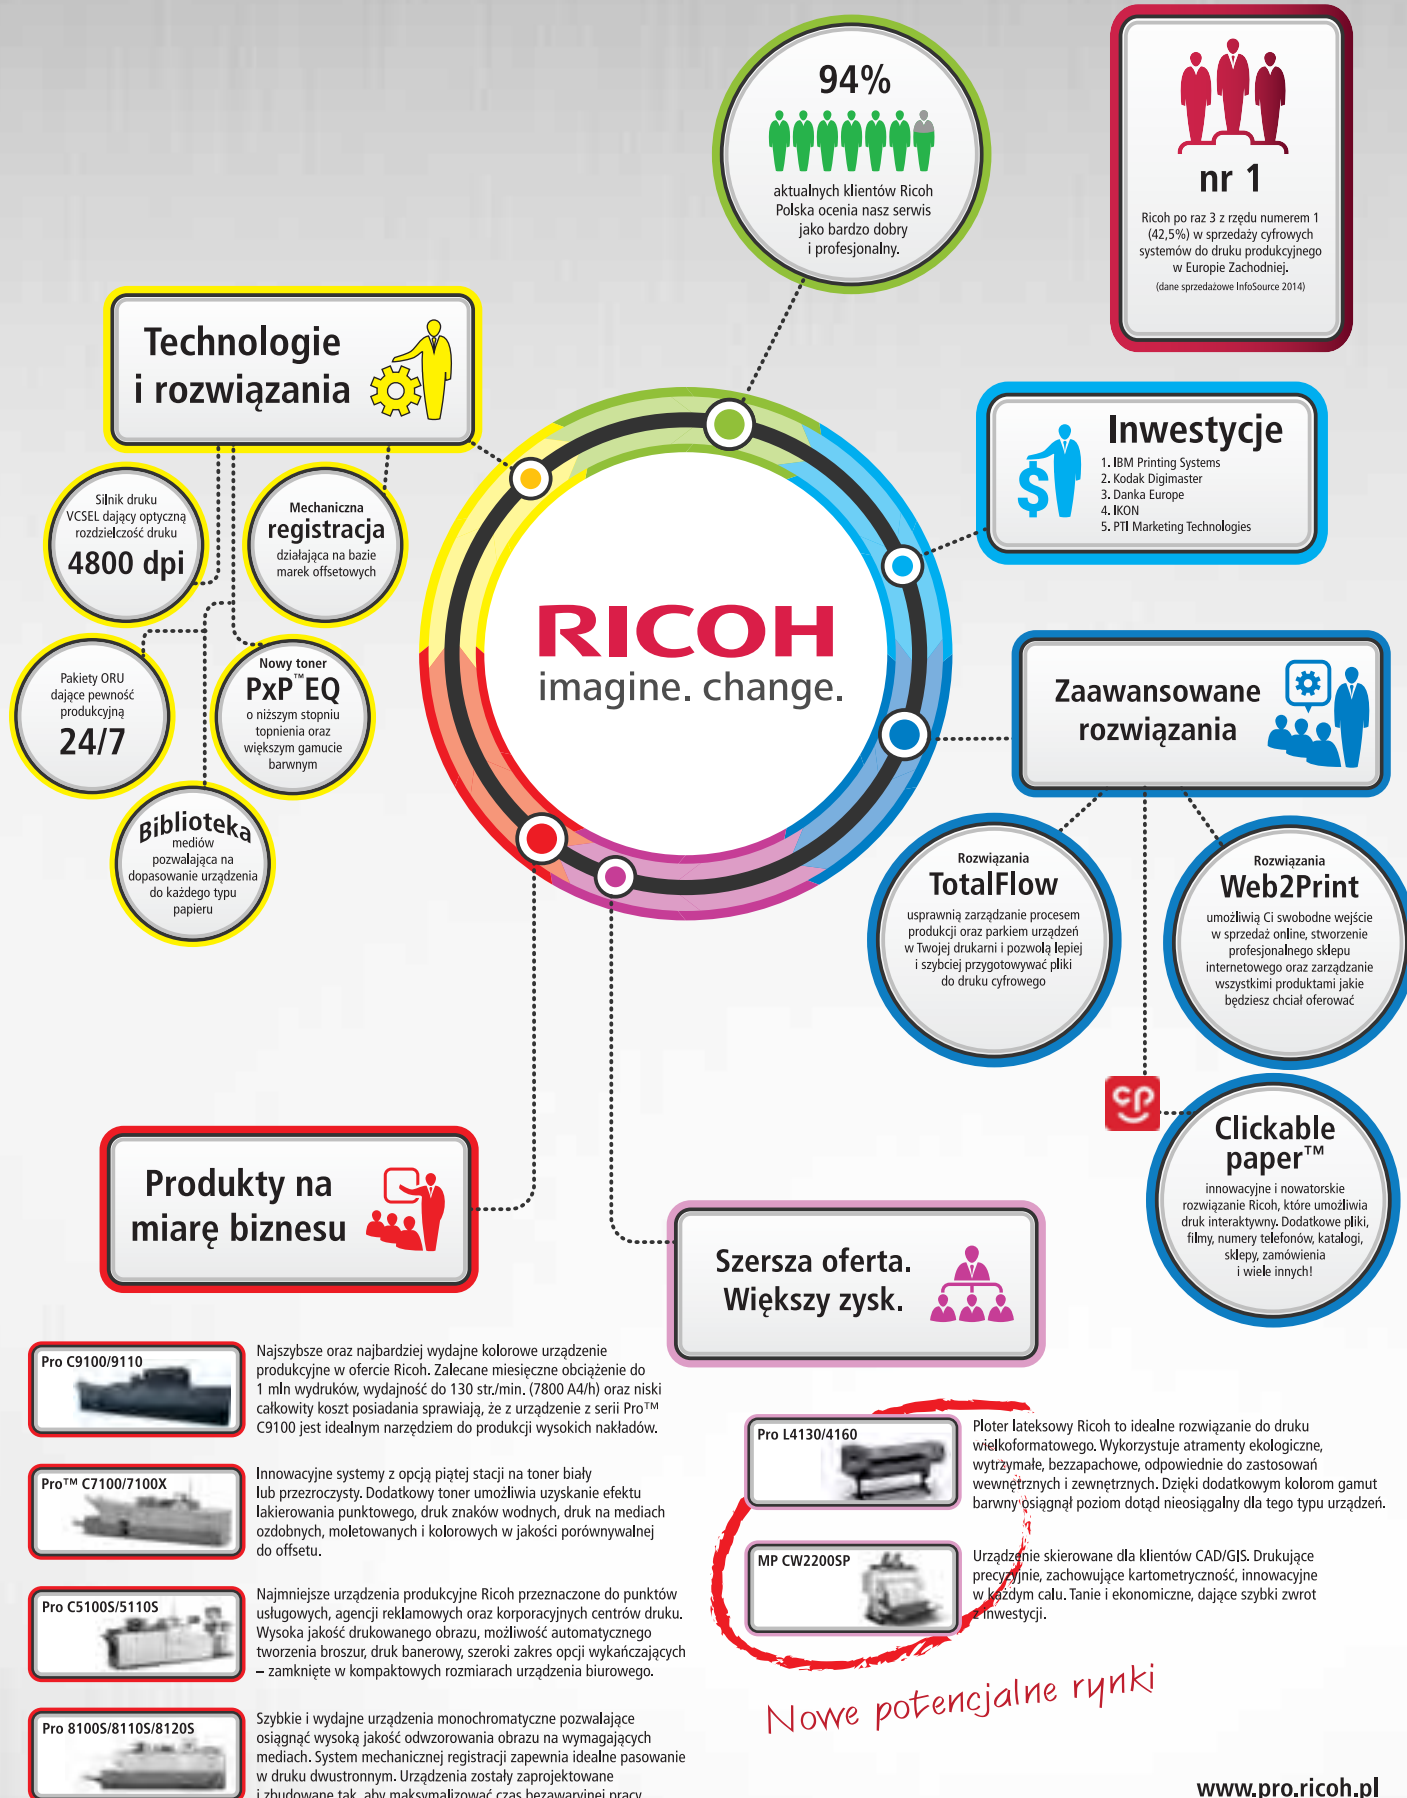 94%
aktualnych klientów Ricoh
Polska ocenia nasz serwis
jako bardzo dobry
i profesjonalny.
nr 1
Ricoh po raz 3 z rzędu numerem 1
(42,5%) w sprzedaży cyfrowych
systemów do druku produkcyjnego
w Europie Zachodniej.
(dane sprzedażowe InfoSource 2014)
Technologie
i rozwiązania
Silnik druku
VCSEL dający optyczną
rozdzielczość druku
4800 dpi
Mechaniczna
registracja
działająca na bazie
marek offsetowych
Pakiety ORU
dające pewność
produkcyjną
24/7
Nowy toner
PxP™EQ
o niższym stopniu
topnienia oraz
większym gamucie
barwnym
Biblioteka
mediów
pozwalająca na
dopasowanie urządzenia
do każdego typu
papieru
RICOH
imagine. change.
Inwestycje
1. IBM Printing Systems
2. Kodak Digimaster
3. Danka Europe
4. IKON
5. PTI Marketing Technologies
Zaawansowane
rozwiązania
Rozwiązania
TotalFlow
usprawnią zarządzanie procesem
produkcji oraz parkiem urządzeń
w Twojej drukarni i pozwolą lepiej
i szybciej przygotowywać pliki
do druku cyfrowego
Rozwiązania
Web2Print
umożliwią Ci swobodne wejście
w sprzedaż online, stworzenie
profesjonalnego sklepu
internetowego oraz zarządzanie
wszystkimi produktami jakie
będziesz chciał oferować
cp
Clickable
paper™
innowacyjne i nowatorskie
rozwiązanie Ricoh, które umożliwia
druk interaktywny. Dodatkowe pliki,
filmy, numery telefonów, katalogi,
sklepy, zamówienia
i wiele innych!
Produkty na
miarę biznesu
Pro C9100/9110
Najszybsze oraz najbardziej wydajne kolorowe urządzenie
produkcyjne w ofercie Ricoh. Zalecane miesięczne obciążenie do
1 mln wydruków, wydajność do 130 str./min. (7800 A4/h) oraz niski
całkowity koszt posiadania sprawiają, że z urządzenie z serii Pro™
C9100 jest idealnym narzędziem do produkcji wysokich nakładów.
Pro™ C7100/7100X
Innowacyjne systemy z opcją piątej stacji na toner biały
lub przezroczysty. Dodatkowy toner umożliwia uzyskanie efektu
lakierowania punktowego, druk znaków wodnych, druk na mediach
ozdobnych, moletowanych i kolorowych w jakości porównywalnej
do offsetu.
Pro C5100S/5110S
Najmniejsze urządzenia produkcyjne Ricoh przeznaczone do punktów
usługowych, agencji reklamowych oraz korporacyjnych centrów druku.
Wysoka jakość drukowanego obrazu, możliwość automatycznego
tworzenia broszur, druk banerowy, szeroki zakres opcji wykańczających
– zamknięte w kompaktowych rozmiarach urządzenia biurowego.
Pro 8100S/8110S/8120S
Szybkie i wydajne urządzenia monochromatyczne pozwalające
osiągnąć wysoką jakość odwzorowania obrazu na wymagających
mediach. System mechanicznej registracji zapewnia idealne pasowanie
w druku dwustronnym. Urządzenia zostały zaprojektowane
i zbudowane tak, aby maksymalizować czas bezawaryjnej pracy.
Szersza oferta.
Większy zysk.
Pro L4130/4160
Ploter lateksowy Ricoh to idealne rozwiązanie do druku
wielkoformatowego. Wykorzystuje atramenty ekologiczne,
wytrzymałe, bezzapachowe, odpowiednie do zastosowań
wewnętrznych i zewnętrznych. Dzięki dodatkowym kolorom gamut
barwny osiągnął poziom dotąd nieosiągalny dla tego typu urządzeń.
MP CW2200SP
Urządzenie skierowane dla klientów CAD/GIS. Drukujące
precyzyjnie, zachowujące kartometryczność, innowacyjne
w każdym calu. Tanie i ekonomiczne, dające szybki zwrot
z inwestycji.
Nowe potencjalne rynki
www.pro.ricoh.pl